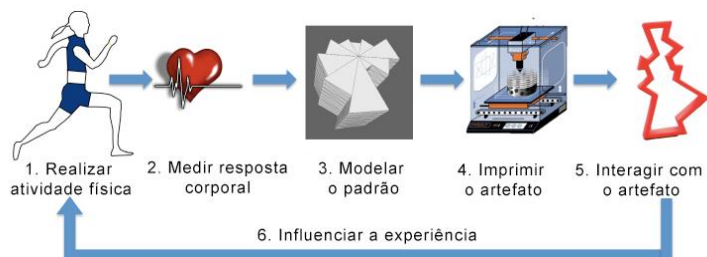 1. Realizar
atividade física
2. Medir resposta
corporal
3. Modelar
o padrão
4. Imprimir
o artefato
5. Interagir com
o artefato
6. Influenciar a experiência